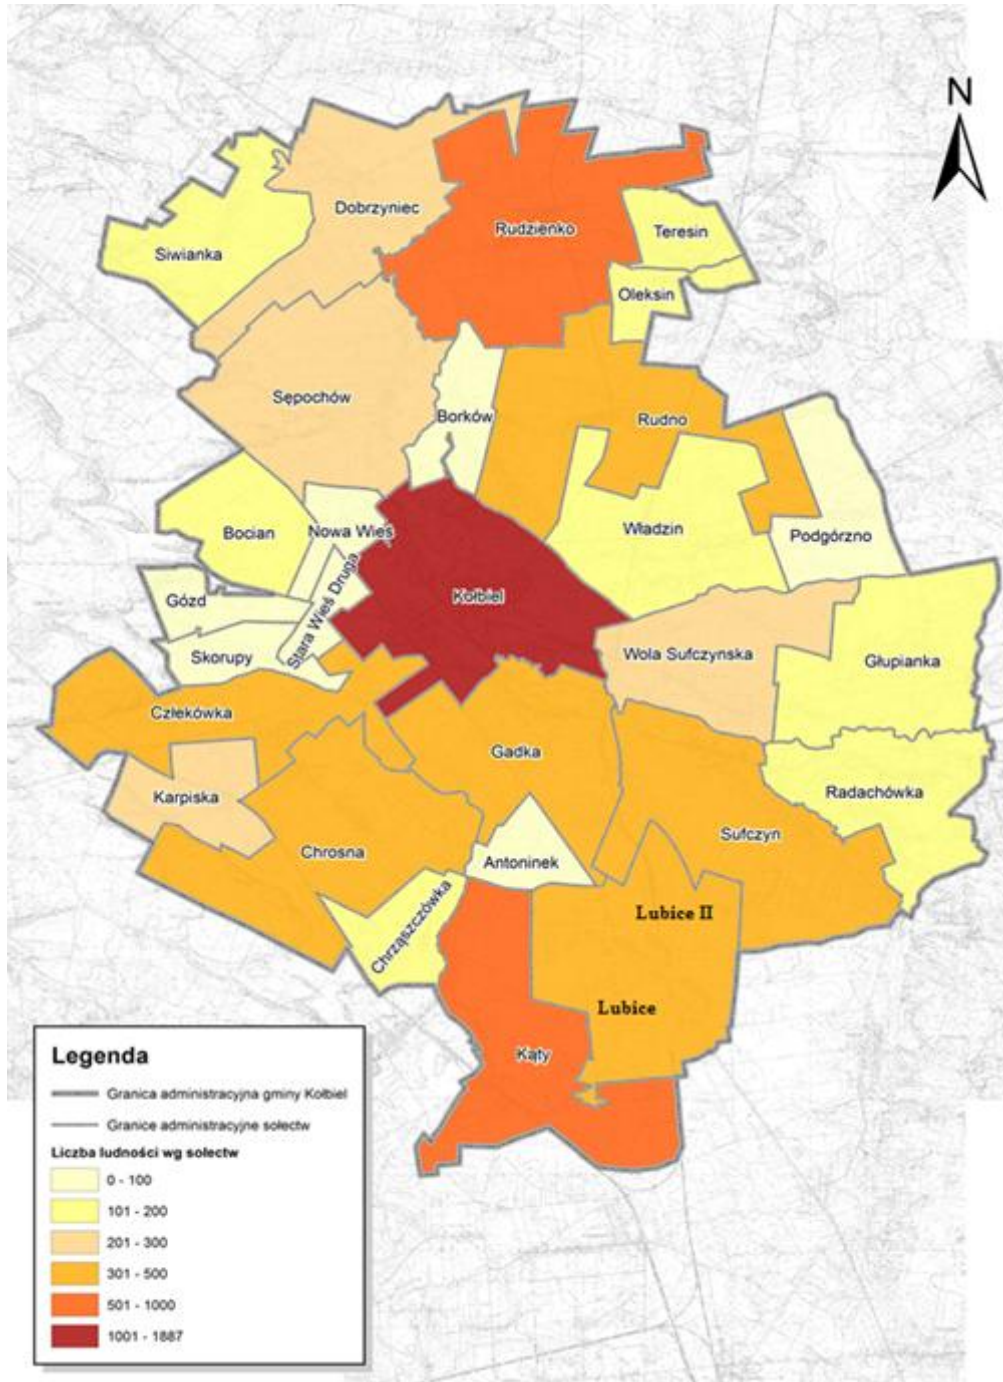 N
Dobrzyniec
Rudzienko
Teresin
Siwianka
Oleksin
Sępochów
Borków
Rudno
Bocian
Nowa Wieś
Władzin
Podgórzno
Gózd
Stara Wieś Druga
Kołbiel
Skorupy
Wola Sufczynska
Głupianka
Człekówka
Gadka
Karpiska
Radachówka
Sufczyn
Chrosna
Antoninek
Chrząszczówka
Lubice II
Lubice
Kąty
Legenda
Granica administracyjna gminy Kołbiel
Granice administracyjne sołectw
Liczba ludności wg sołectw
0 - 100
101 - 200
201 - 300
301 - 500
501 - 1000
1001 - 1887